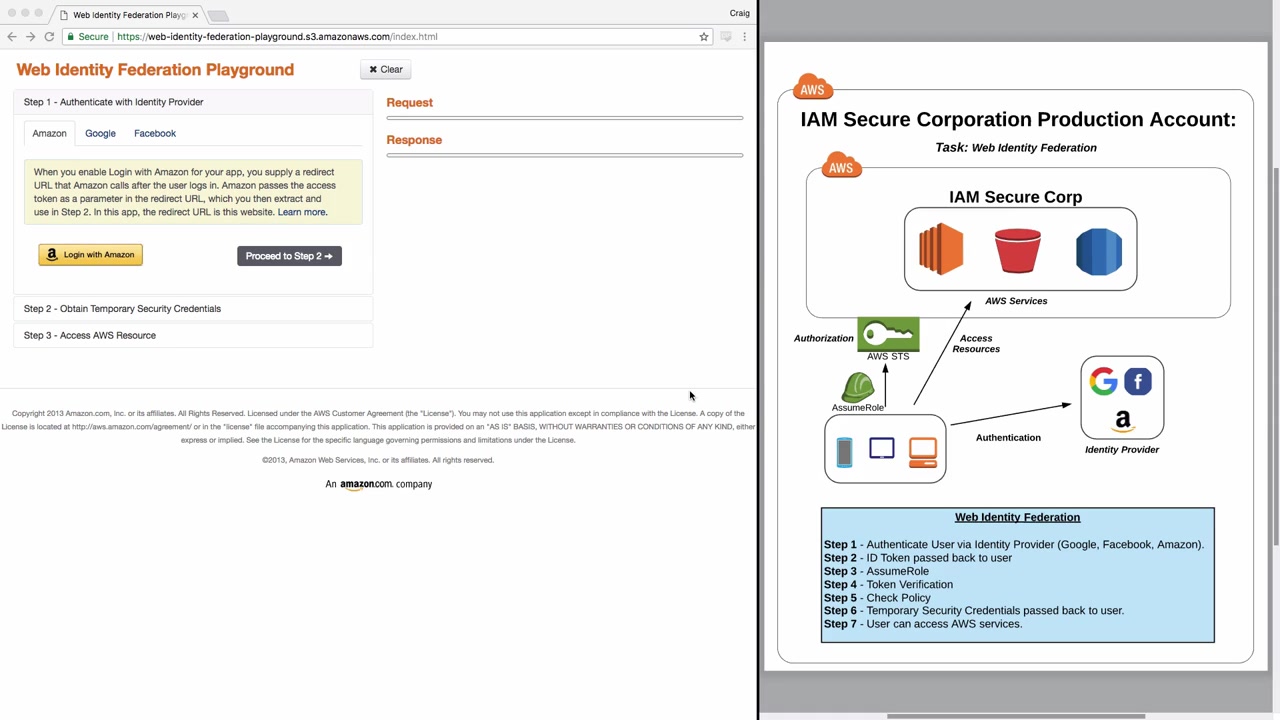 Web Identity Federation Playg
Craig
Secure
https://web-identity-federation-playground.s3.amazonaws.com/index.html
Web Identity Federation Playground
✖ Clear
Step 1 - Authenticate with Identity Provider
Amazon
Google
Facebook
When you enable Login with Amazon for your app, you supply a redirect
URL that Amazon calls after the user logs in. Amazon passes the access
token as a parameter in the redirect URL, which you then extract and
use in Step 2. In this app, the redirect URL is this website. Learn more.
a Login with Amazon
Proceed to Step 2 ➔
Step 2 - Obtain Temporary Security Credentials
Step 3 - Access AWS Resource
Request
Response
Copyright 2013 Amazon.com, Inc. or its affiliates. All Rights Reserved. Licensed under the AWS Customer Agreement (the "License"). You may not use this application except in compliance with the License. A copy of the
License is located at http://aws.amazon.com/agreement/ or in the "license" file accompanying this application. This application is provided on an "AS IS" BASIS, WITHOUT WARRANTIES OR CONDITIONS OF ANY KIND, either
express or implied. See the License for the specific language governing permissions and limitations under the License.
©2013, Amazon Web Services, Inc. or its affiliates. All rights reserved.
An amazon.com company
AWS
IAM Secure Corporation Production Account:
Task: Web Identity Federation
AWS
IAM Secure Corp
AWS Services
Authorization
AWS STS
Access
Resources
AssumeRole
G
f
a
Authentication
Identity Provider
Web Identity Federation
Step 1 - Authenticate User via Identity Provider (Google, Facebook, Amazon).
Step 2 - ID Token passed back to user
Step 3 - AssumeRole
Step 4 - Token Verification
Step 5 - Check Policy
Step 6 - Temporary Security Credentials passed back to user.
Step 7 - User can access AWS services.